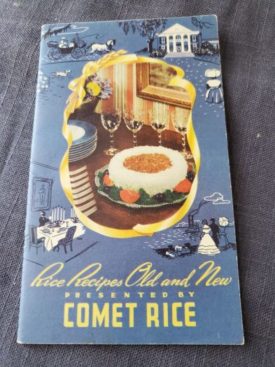 Rice Recipes Old and New
PRESENTED BY
COMET RICE